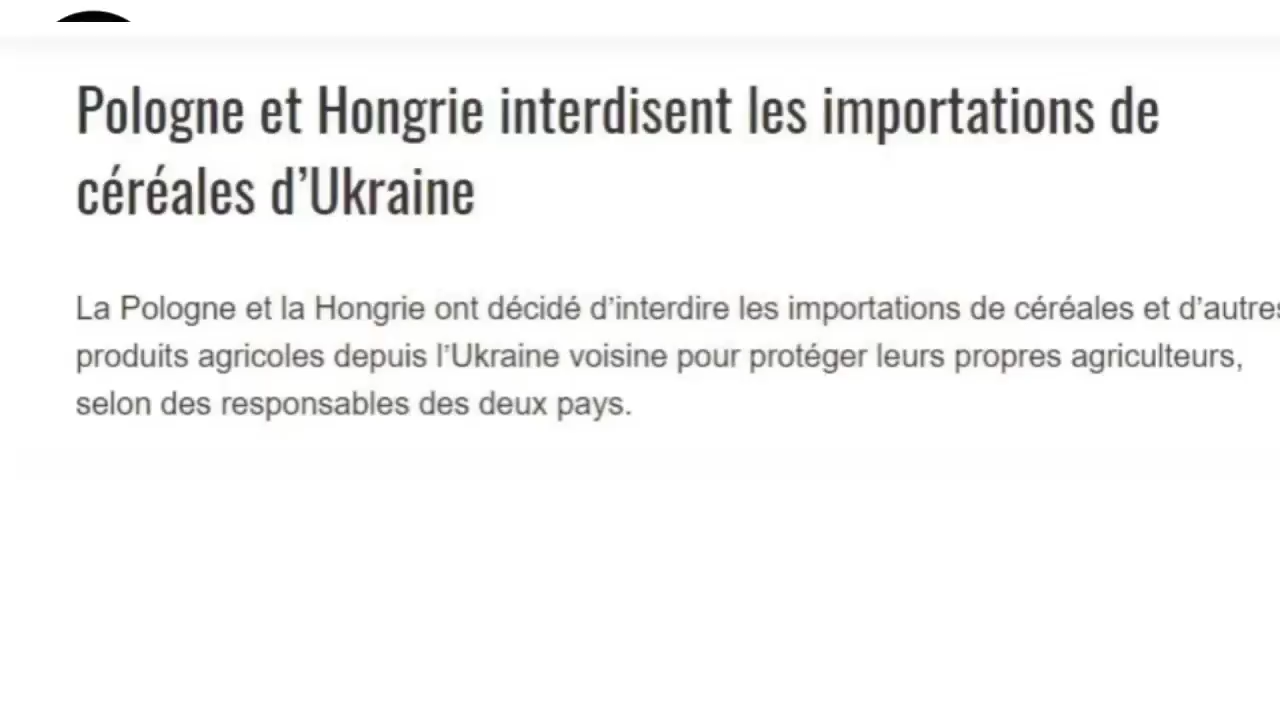 Pologne et Hongrie interdisent les importations de
céréales d’Ukraine
La Pologne et la Hongrie ont décidé d’interdire les importations de céréales et d’autres
produits agricoles depuis l’Ukraine voisine pour protéger leurs propres agriculteurs,
selon des responsables des deux pays.